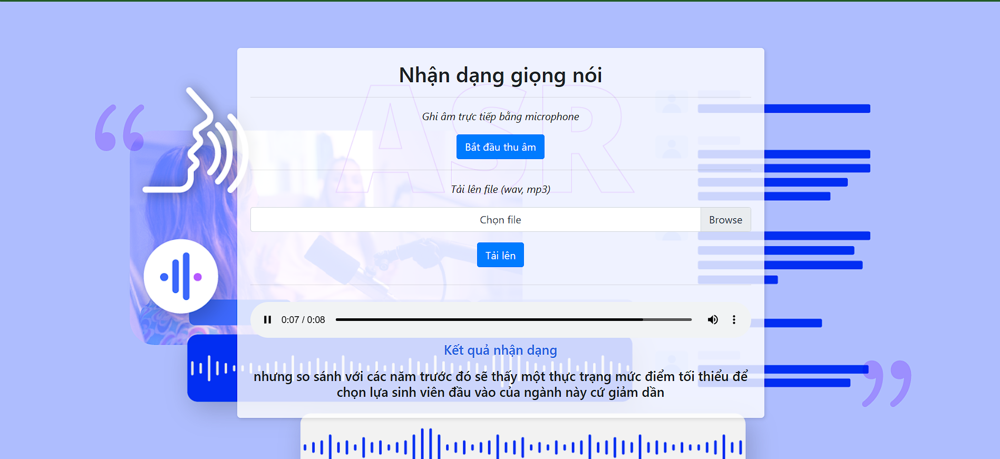 Nhận dạng giọng nói
ASR
Ghi âm trực tiếp bằng microphone
Bắt đầu thu âm
Tải lên file (wav, mp3)
Chọn file
Browse
Tải lên
0:07 / 0:08
Kết quả nhận dạng
nhưng so sánh với các năm trước đó sẽ thấy một thực trạng mức điểm tối thiểu để
chọn lựa sinh viên đầu vào của ngành này cứ giảm dần